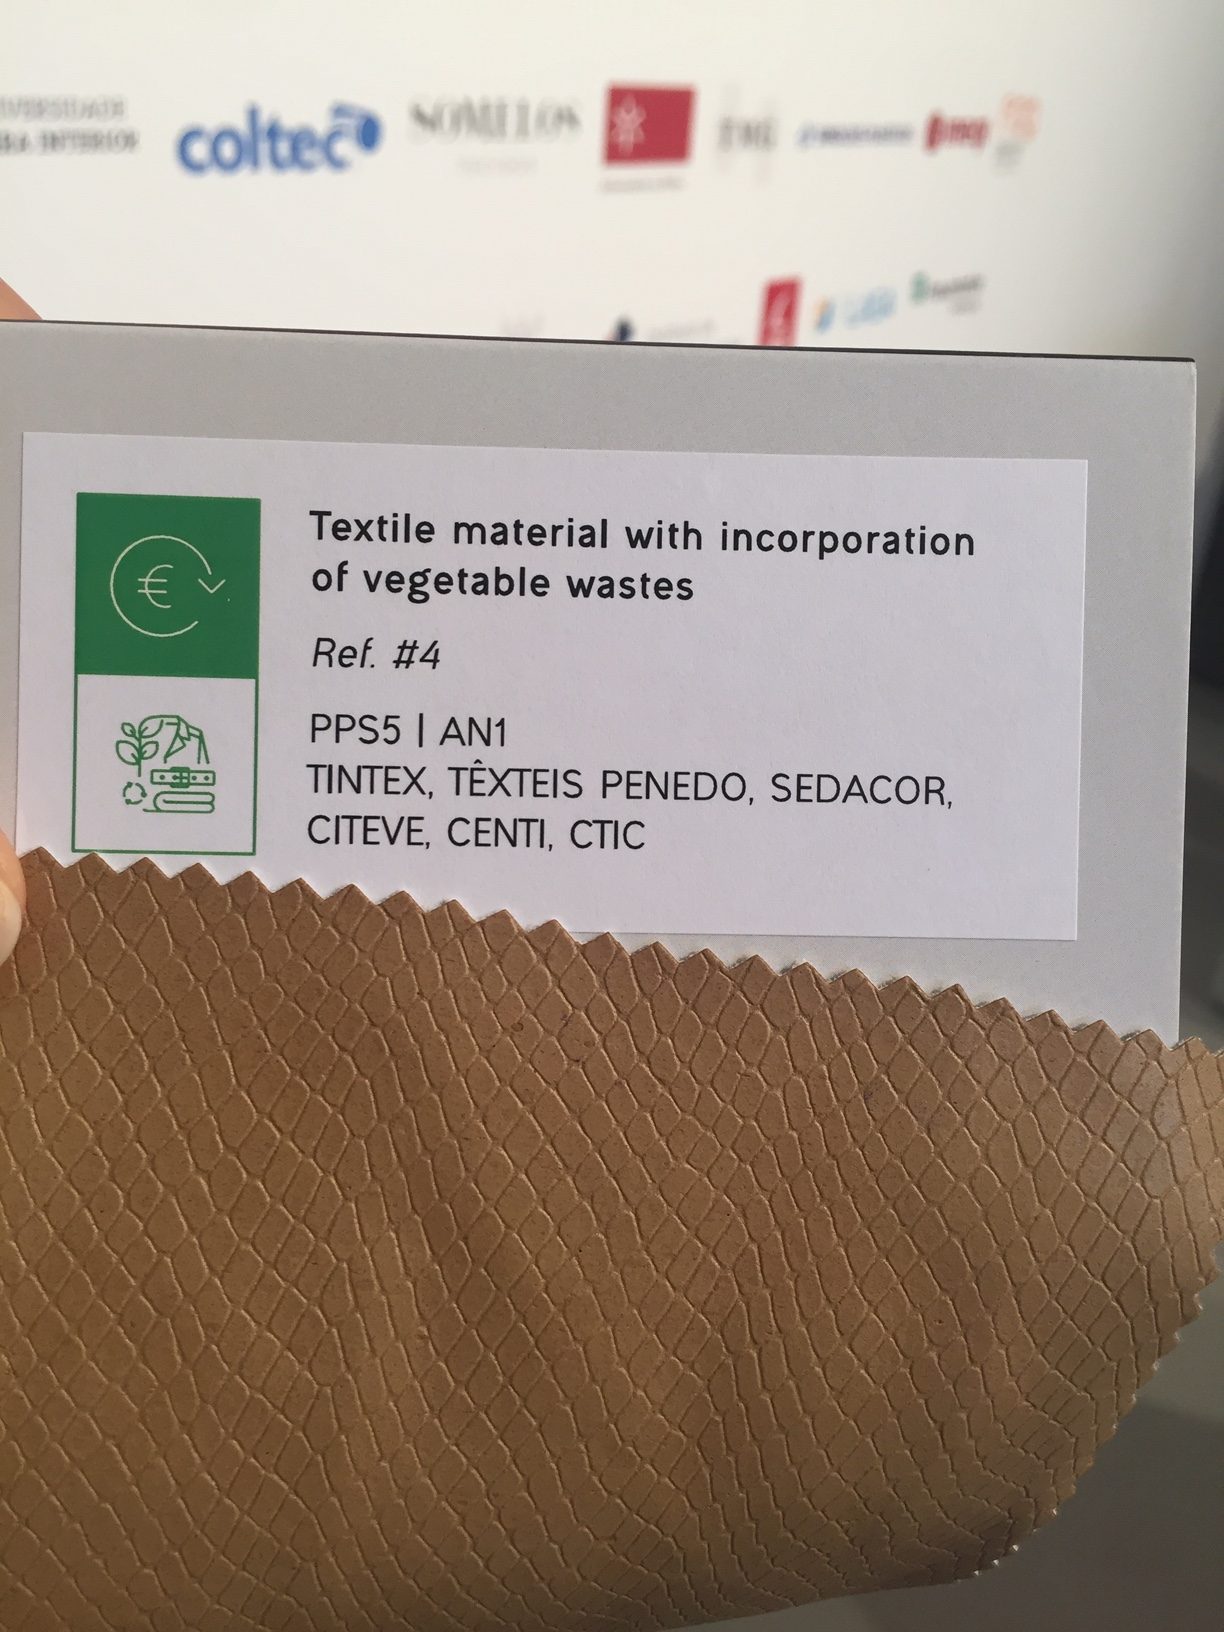 coltec
SOMELOS
Textile material with incorporation
of vegetable wastes
Ref. #4
PPS5 | AN1
TINTEX, TÊXTEIS PENEDO, SEDACOR,
CITEVE, CENTI, CTIC